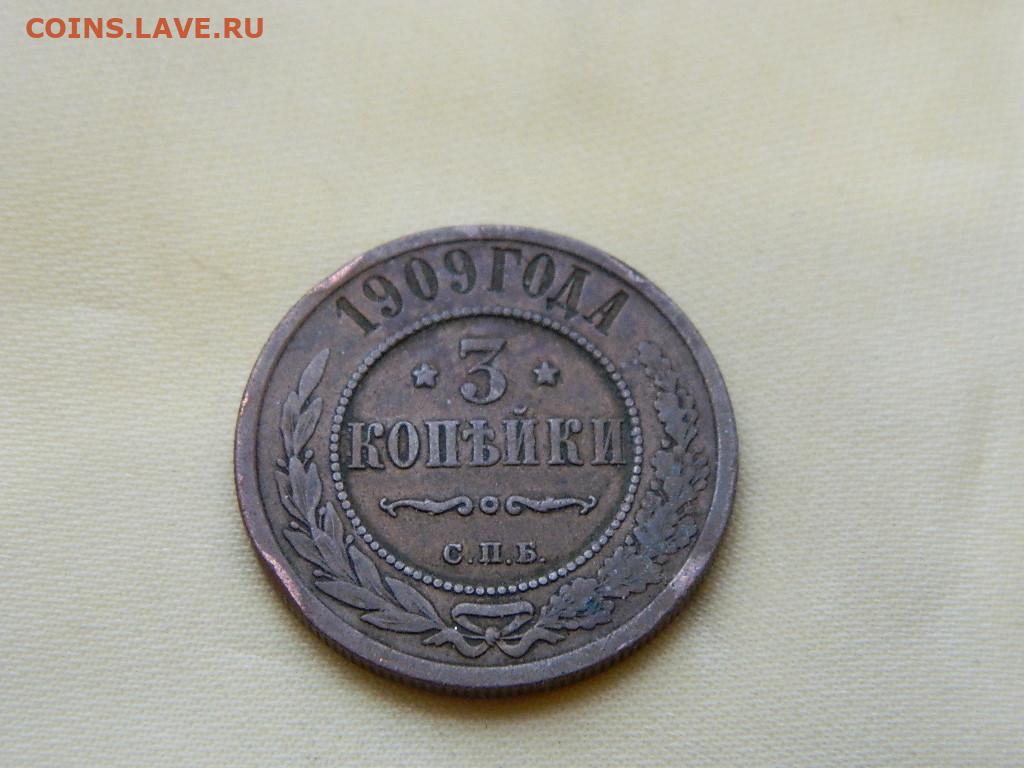 COINS.LAVE.RU
1909 ГОДА
3
КОПѢЙКИ
С.П.Б.